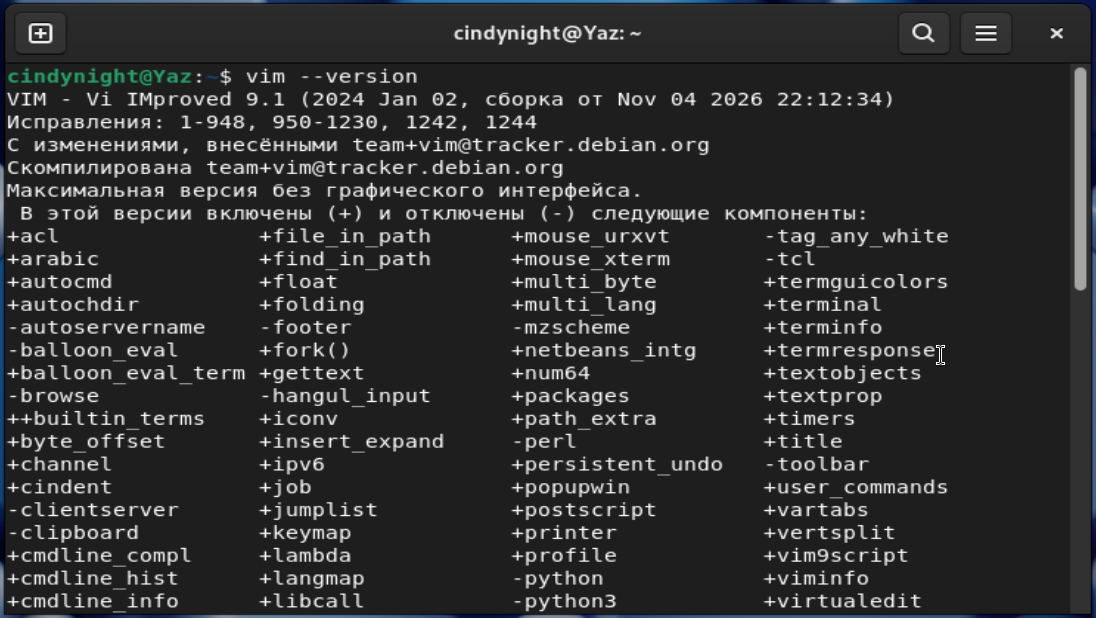 cindynight@Yaz: ~
cindynight@Yaz:~$ vim --version
VIM - Vi IMproved 9.1 (2024 Jan 02, сборка от Nov 04 2026 22:12:34)
Исправления: 1-948, 950-1230, 1242, 1244
С изменениями, внесёнными team+vim@tracker.debian.org
Скомпилирована team+vim@tracker.debian.org
Максимальная версия без графического интерфейса.
 В этой версии включены (+) и отключены (-) следующие компоненты:
+acl               +file_in_path      +mouse_urxvt       -tag_any_white
+arabic            +find_in_path      +mouse_xterm       -tcl
+autocmd           +float             +multi_byte        +termguicolors
+autochdir         +folding           +multi_lang        +terminal
-autoservername    -footer            -mzscheme          +terminfo
-balloon_eval      +fork()            +netbeans_intg     +termresponse
+balloon_eval_term +gettext           +num64             +textobjects
-browse            -hangul_input      +packages          +textprop
++builtin_terms    +iconv             +path_extra        +timers
+byte_offset       +insert_expand     -perl              +title
+channel           +ipv6              +persistent_undo   -toolbar
+cindent           +job               +popupwin          +user_commands
-clientserver      +jumplist          +postscript        +vartabs
-clipboard         +keymap            +printer           +vertsplit
+cmdline_compl     +lambda            +profile           +vim9script
+cmdline_hist      +langmap           -python            +viminfo
+cmdline_info      +libcall           -python3           +virtualedit